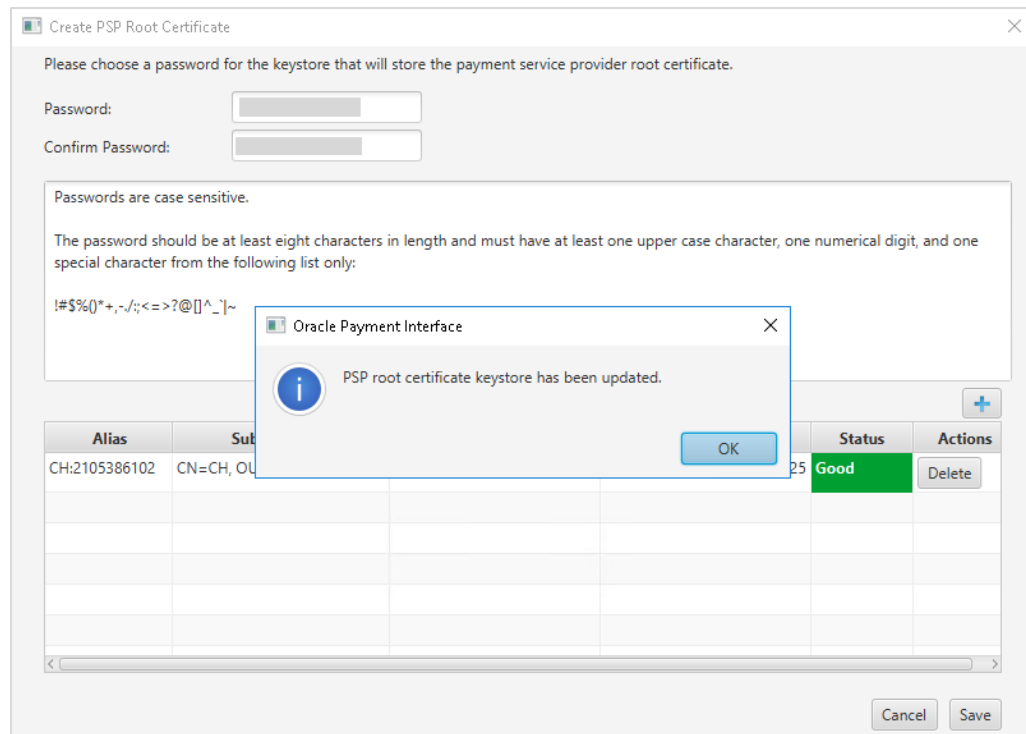 Create PSP Root Certificate
Please choose a password for the keystore that will store the payment service provider root certificate.
Password:
Confirm Password:
Passwords are case sensitive.
The password should be at least eight characters in length and must have at least one upper case character, one numerical digit, and one
special character from the following list only:
!#$%()*+,-./:;<=>?@[]^_`|~
Oracle Payment Interface
PSP root certificate keystore has been updated.
OK
Alias Sub Status Actions
CH:2105386102 CN=CH, OU 25 Good Delete
Cancel Save